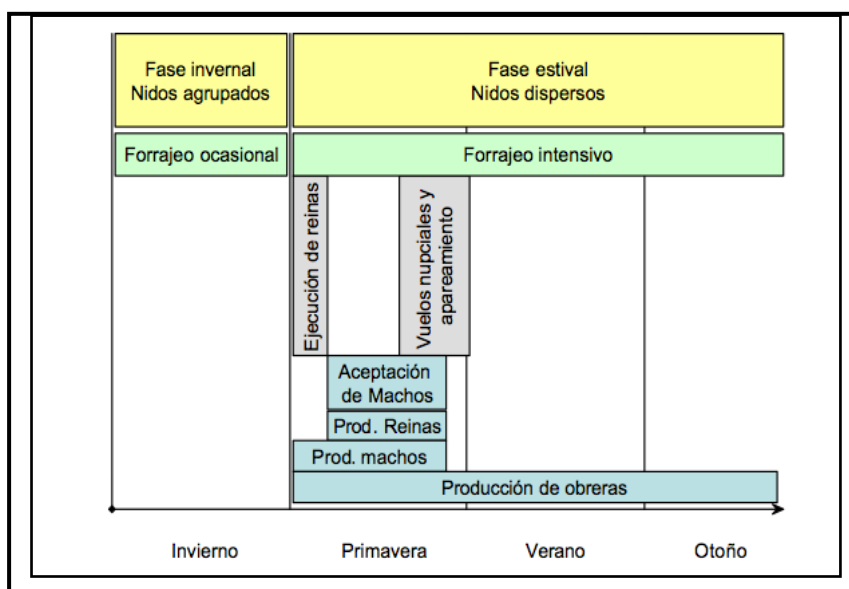 Fase invernal
Nidos agrupados
Fase estival
Nidos dispersos
Forrajeo ocasional
Forrajeo intensivo
Ejecución de reinas
Vuelos nupciales y
apareamiento
Aceptación
de Machos
Prod. Reinas
Prod. machos
Producción de obreras
Invierno
Primavera
Verano
Otoño